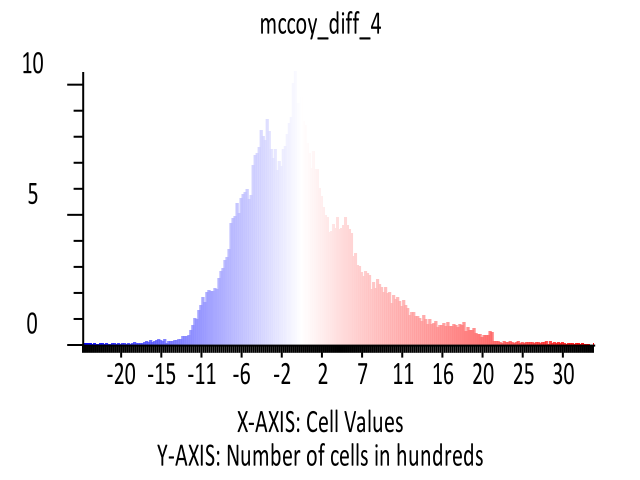 mccoy_diff_4
10
5
0
-20 -15 -11 -6 -2 2 7 11 16 20 25 30
X-AXIS: Cell Values
Y-AXIS: Number of cells in hundreds